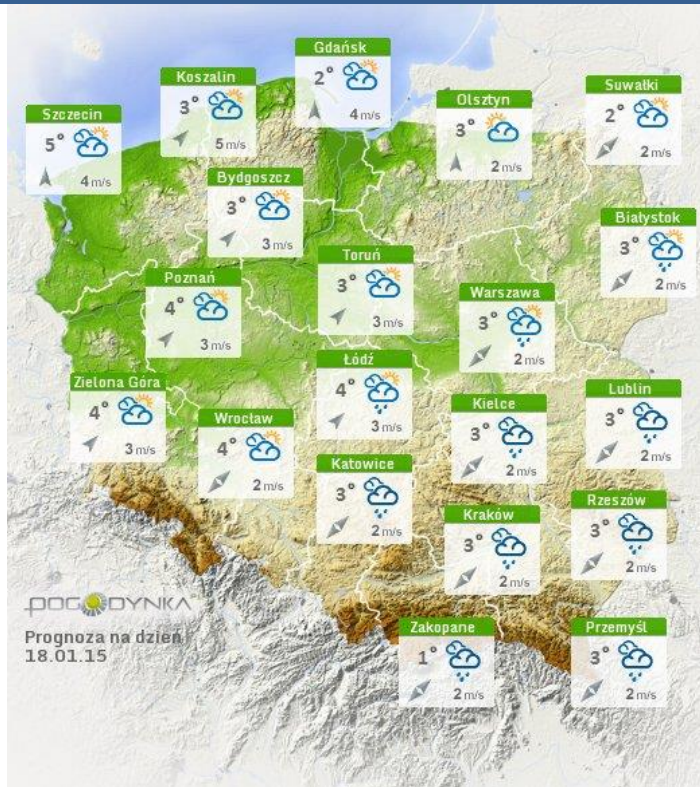 Gdańsk
2°
4 m/s
Koszalin
3°
5 m/s
Szczecin
5°
4 m/s
Olsztyn
3°
2 m/s
Suwałki
2°
2 m/s
Bydgoszcz
3°
3 m/s
Białystok
3°
2 m/s
Toruń
3°
3 m/s
Poznań
4°
3 m/s
Warszawa
3°
2 m/s
Łódź
4°
3 m/s
Zielona Góra
4°
3 m/s
Wrocław
4°
2 m/s
Kielce
3°
2 m/s
Lublin
3°
2 m/s
Katowice
3°
2 m/s
Kraków
3°
2 m/s
Rzeszów
3°
2 m/s
POGODYNKA
Prognoza na dzień
18.01.15
Zakopane
1°
2 m/s
Przemyśl
3°
2 m/s